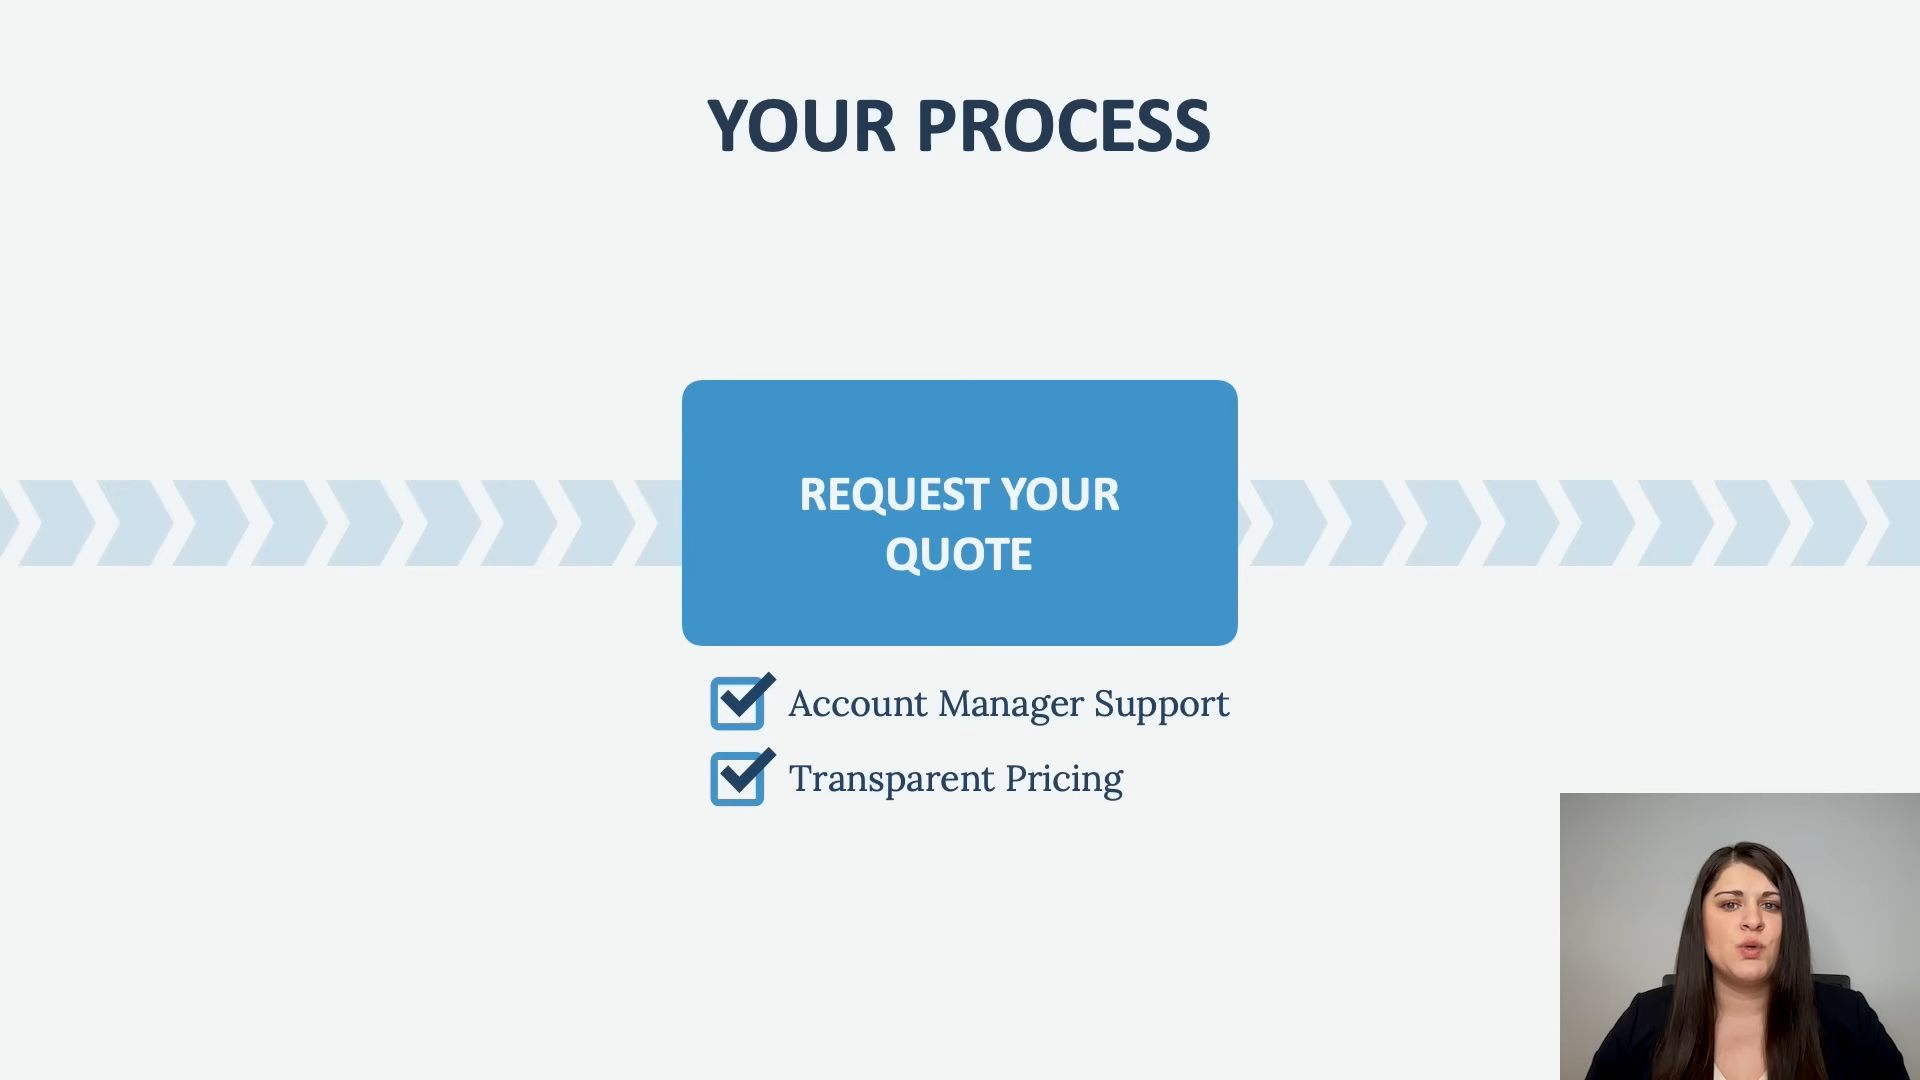 YOUR PROCESS
REQUEST YOUR
QUOTE
Account Manager Support
Transparent Pricing